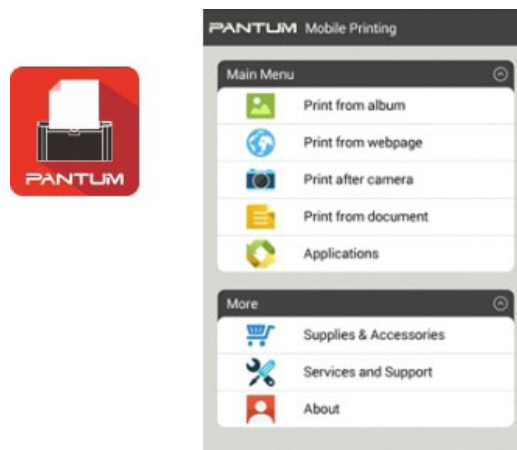 PANTUM
PANTUM Mobile Printing
Main Menu
Print from album
Print from webpage
Print after camera
Print from document
Applications
More
Supplies & Accessories
Services and Support
About